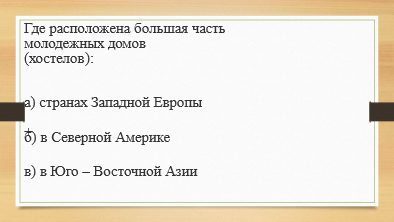 Где расположена большая часть
молодежных домов
(хостелов):
а) странах Западной Европы
+
б) в Северной Америке
в) в Юго – Восточной Азии